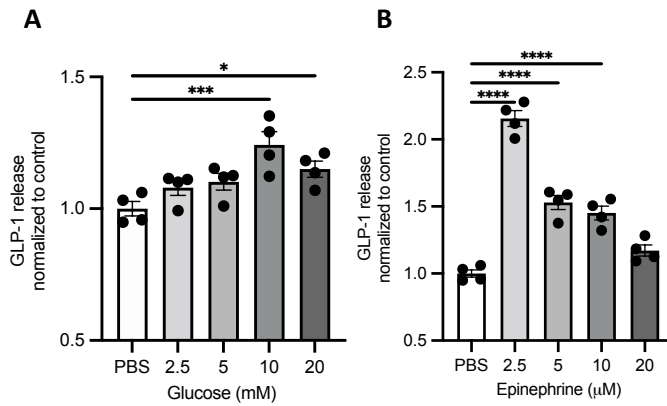 A
GLP-1 release
normalized to control
1.5
1.0
0.5
*
***
PBS 2.5 5 10 20
Glucose (mM)
B
GLP-1 release
normalized to control
2.5
2.0
1.5
1.0
0.5
****
****
****
PBS 2.5 5 10 20
Epinephrine (μM)